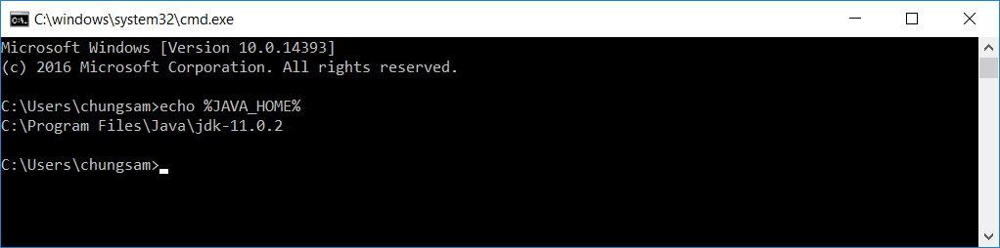 C:\windows\system32\cmd.exe
Microsoft Windows [Version 10.0.14393]
(c) 2016 Microsoft Corporation. All rights reserved.
C:\Users\chungsam>echo %JAVA_HOME%
C:\Program Files\Java\jdk-11.0.2
C:\Users\chungsam>